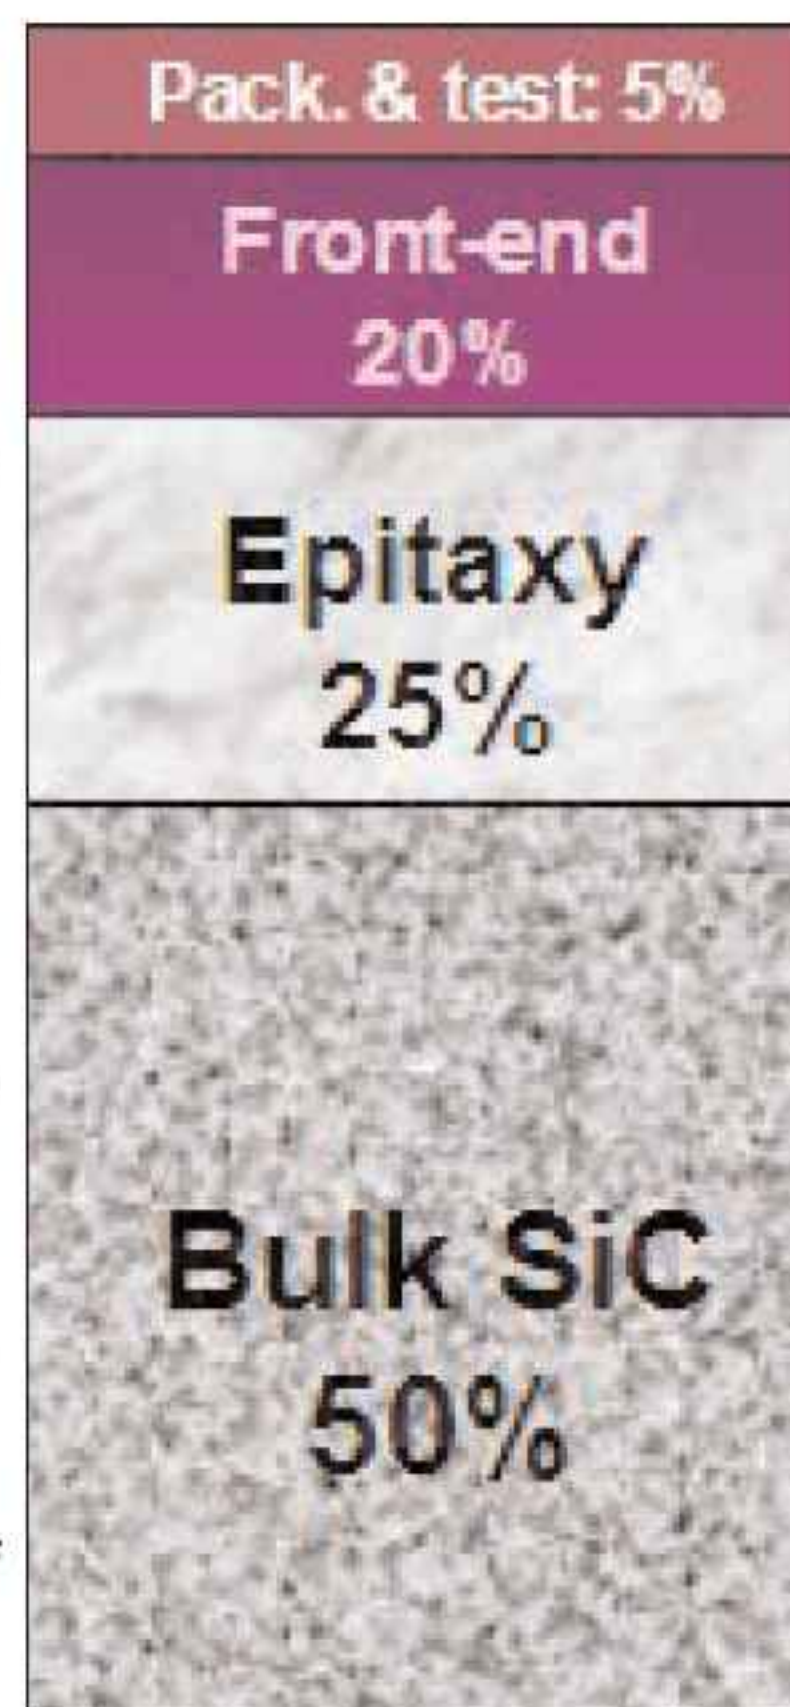 Pack. & test: 5%
Front-end
20%
Epitaxy
25%
Bulk SiC
50%